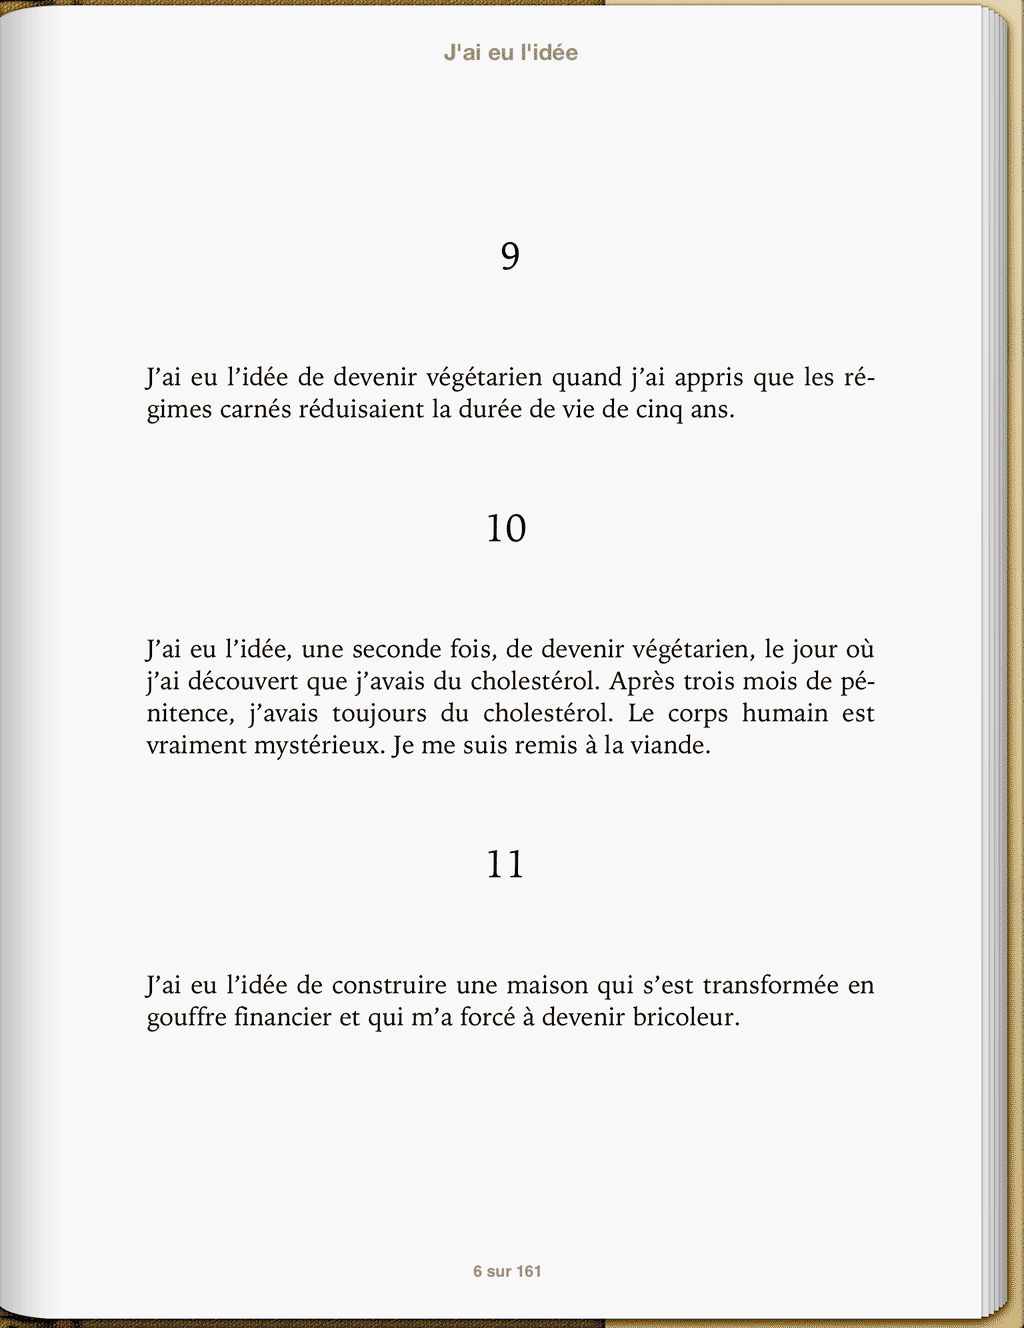 J'ai eu l'idée
9
J’ai eu l’idée de devenir végétarien quand j’ai appris que les ré-
gimes carnés réduisaient la durée de vie de cinq ans.
10
J’ai eu l’idée, une seconde fois, de devenir végétarien, le jour où
j’ai découvert que j’avais du cholestérol. Après trois mois de pé-
nitence, j’avais toujours du cholestérol. Le corps humain est
vraiment mystérieux. Je me suis remis à la viande.
11
J’ai eu l’idée de construire une maison qui s’est transformée en
gouffre financier et qui m’a forcé à devenir bricoleur.
6 sur 161